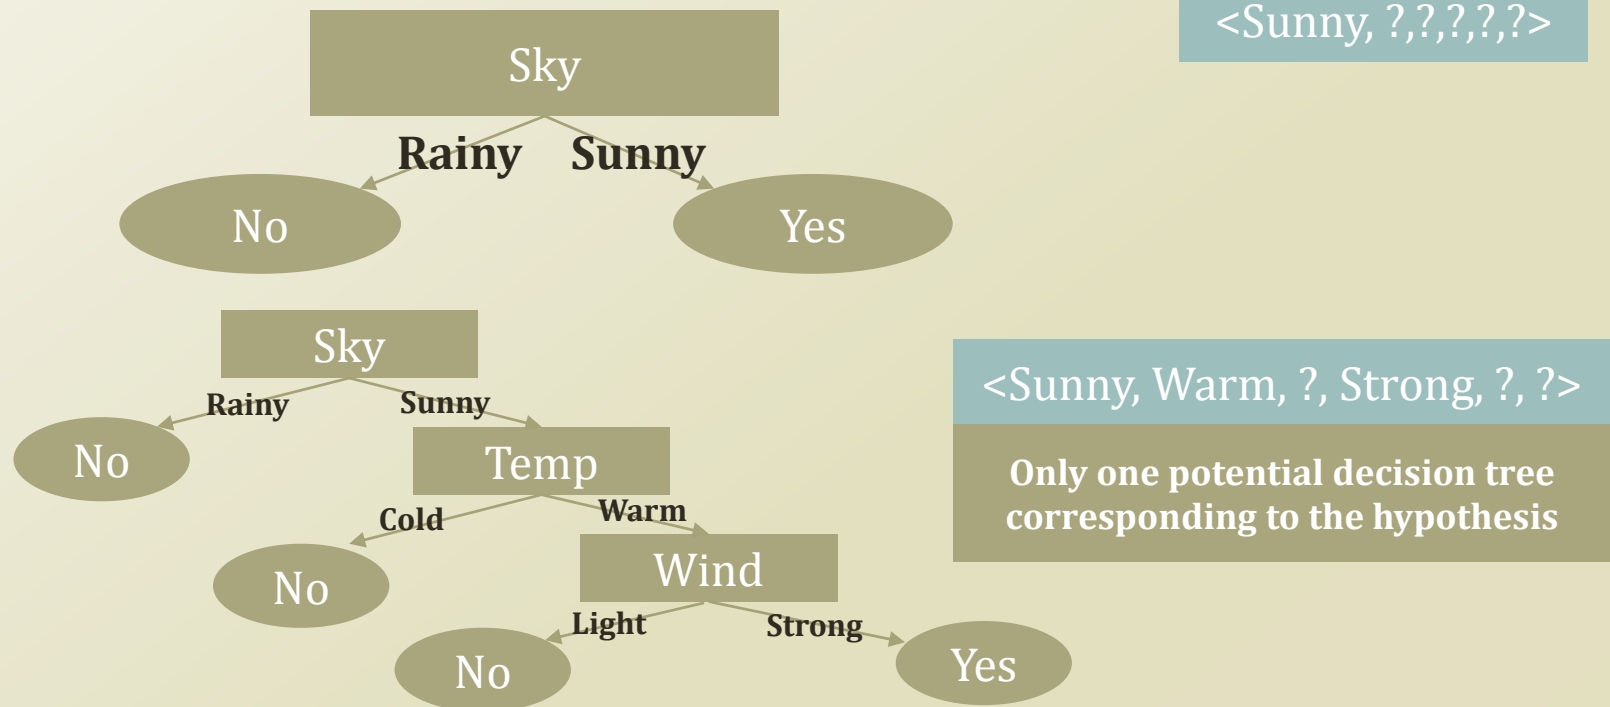 <Sunny, ?,?,?,?,?>
Sky
Rainy
Sunny
No
Yes
Sky
Rainy
Sunny
No
Temp
Cold
Warm
No
Wind
Light
Strong
No
Yes
<Sunny, Warm, ?, Strong, ?, ?>
Only one potential decision tree
corresponding to the hypothesis